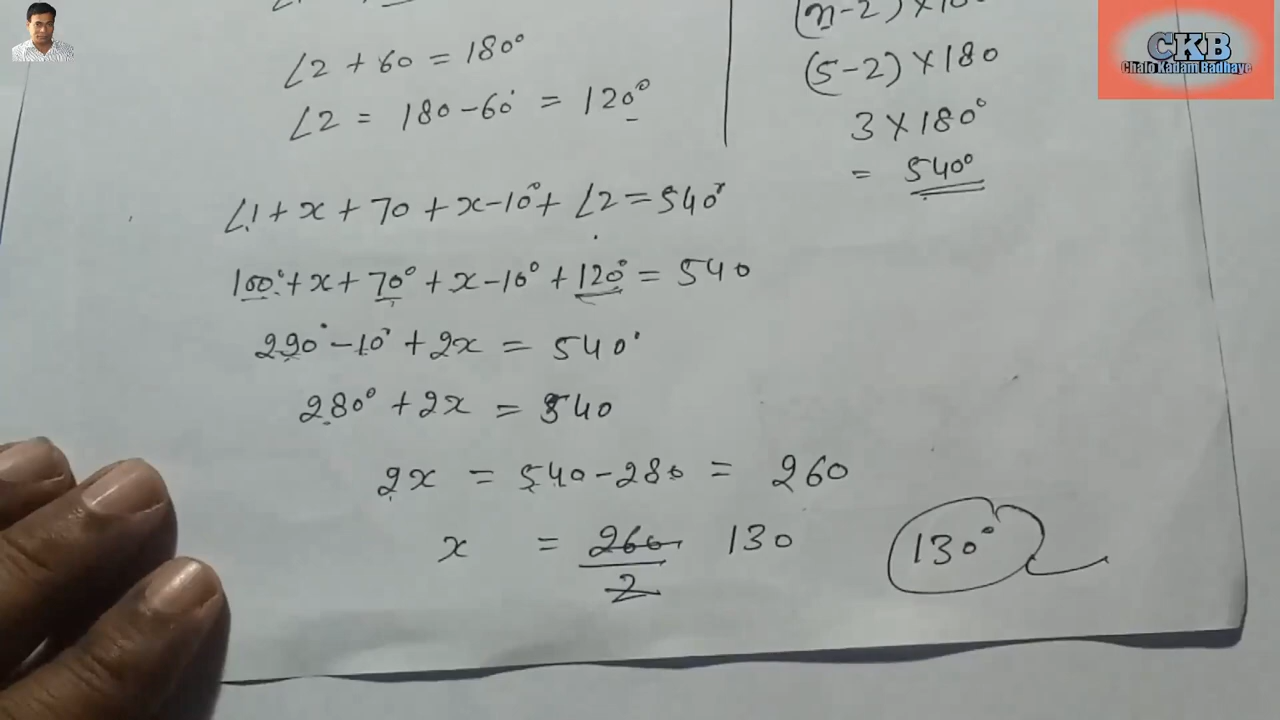 ∠2 + 60 = 180°
∠2 = 180 - 60° = 120°
∠1 + x + 70 + x - 10° + ∠2 = 540°
100° + x + 70° + x - 10° + 120° = 540
290° - 10° + 2x = 540°
280° + 2x = 540
2x = 540 - 280 = 260
x = 260/2 130
130°
(n-2) × 18
(5-2) × 180
3 × 180°
= 540°
CKB
Chalo Kadam Badhaye